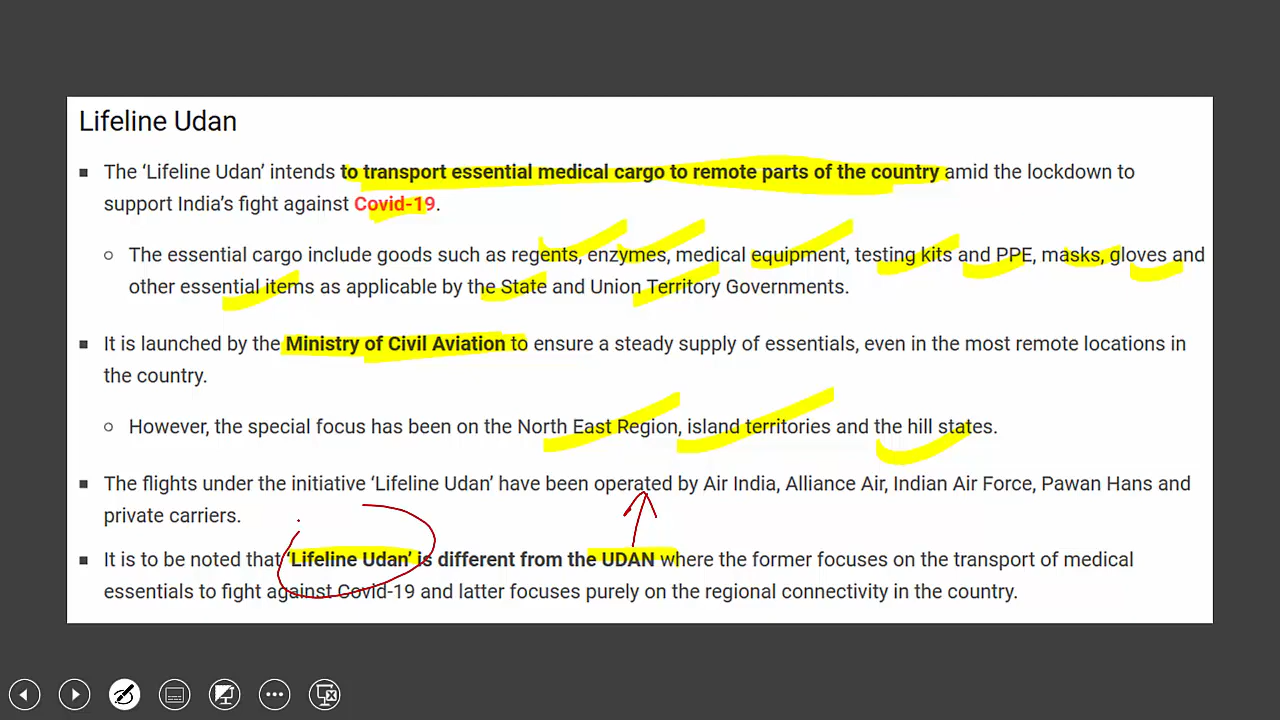 Lifeline Udan
▪ The ‘Lifeline Udan’ intends to transport essential medical cargo to remote parts of the country amid the lockdown to
support India’s fight against Covid-19.
○ The essential cargo include goods such as regents, enzymes, medical equipment, testing kits and PPE, masks, gloves and
other essential items as applicable by the State and Union Territory Governments.
▪ It is launched by the Ministry of Civil Aviation to ensure a steady supply of essentials, even in the most remote locations in
the country.
○ However, the special focus has been on the North East Region, island territories and the hill states.
▪ The flights under the initiative ‘Lifeline Udan’ have been operated by Air India, Alliance Air, Indian Air Force, Pawan Hans and
private carriers.
▪ It is to be noted that ‘Lifeline Udan’ is different from the UDAN where the former focuses on the transport of medical
essentials to fight against Covid-19 and latter focuses purely on the regional connectivity in the country.